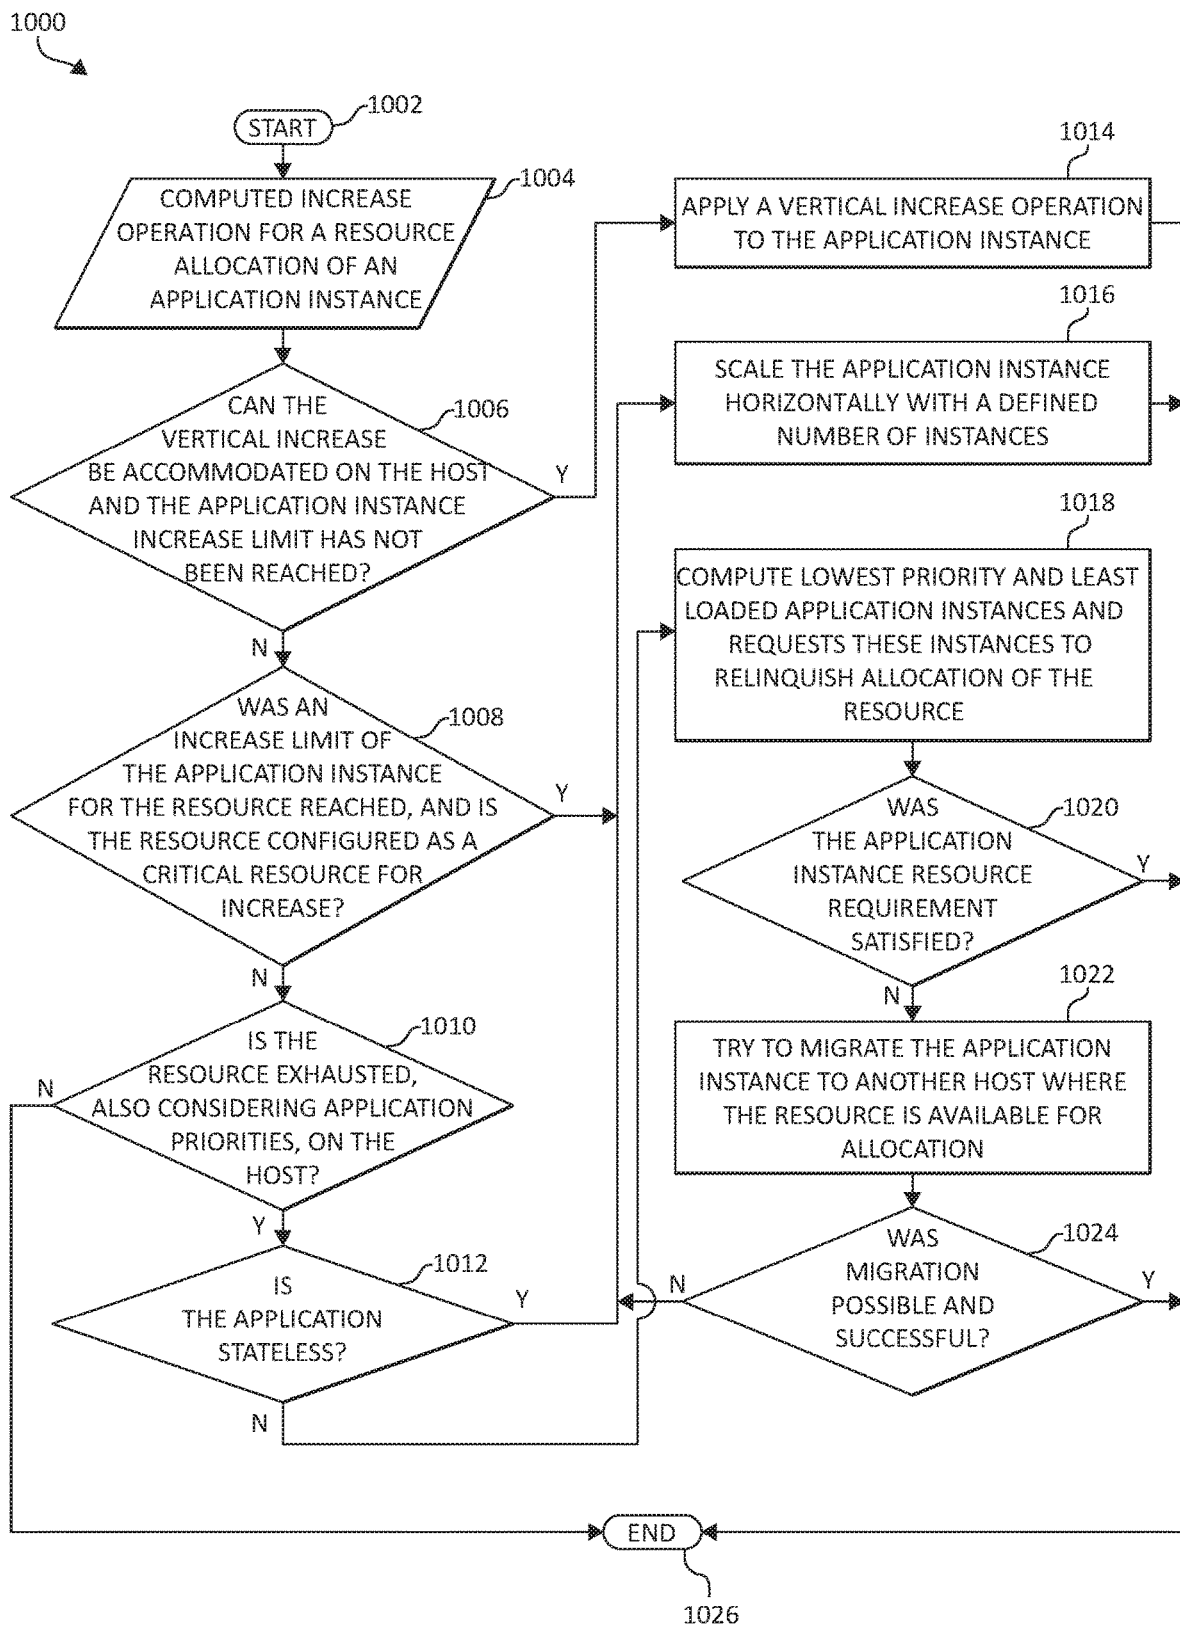 1000
START
1002
COMPUTED INCREASE
OPERATION FOR A RESOURCE
ALLOCATION OF AN
APPLICATION INSTANCE
1004
CAN THE
VERTICAL INCREASE
BE ACCOMMODATED ON THE HOST
AND THE APPLICATION INSTANCE
INCREASE LIMIT HAS NOT
BEEN REACHED?
1006
Y
N
WAS AN
INCREASE LIMIT OF
THE APPLICATION INSTANCE
FOR THE RESOURCE REACHED, AND IS
THE RESOURCE CONFIGURED AS A
CRITICAL RESOURCE FOR
INCREASE?
1008
Y
N
IS THE
RESOURCE EXHAUSTED,
ALSO CONSIDERING APPLICATION
PRIORITIES, ON THE
HOST?
1010
N
Y
IS
THE APPLICATION
STATELESS?
1012
Y
N
1014
APPLY A VERTICAL INCREASE OPERATION
TO THE APPLICATION INSTANCE
1016
SCALE THE APPLICATION INSTANCE
HORIZONTALLY WITH A DEFINED
NUMBER OF INSTANCES
1018
COMPUTE LOWEST PRIORITY AND LEAST
LOADED APPLICATION INSTANCES AND
REQUESTS THESE INSTANCES TO
RELINQUISH ALLOCATION OF THE
RESOURCE
WAS
THE APPLICATION
INSTANCE RESOURCE
REQUIREMENT
SATISFIED?
1020
Y
N
1022
TRY TO MIGRATE THE APPLICATION
INSTANCE TO ANOTHER HOST WHERE
THE RESOURCE IS AVAILABLE FOR
ALLOCATION
WAS
MIGRATION
POSSIBLE AND
SUCCESSFUL?
1024
N
Y
END
1026